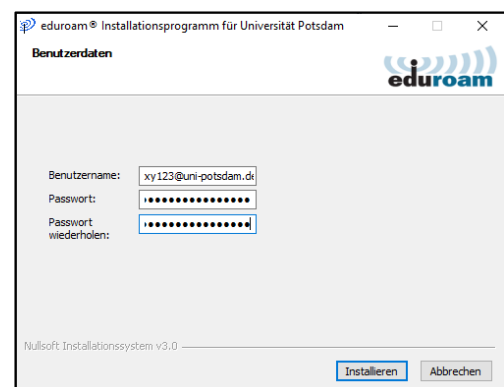 eduroam® Installationsprogramm für Universität Potsdam
Benutzerdaten
eduroam
Benutzername: xy123@uni-potsdam.de
Passwort: ●●●●●●●●●●●●●●●
Passwort
wiederholen: ●●●●●●●●●●●●●●●
Nullsoft Installationssystem v3.0
Installieren Abbrechen